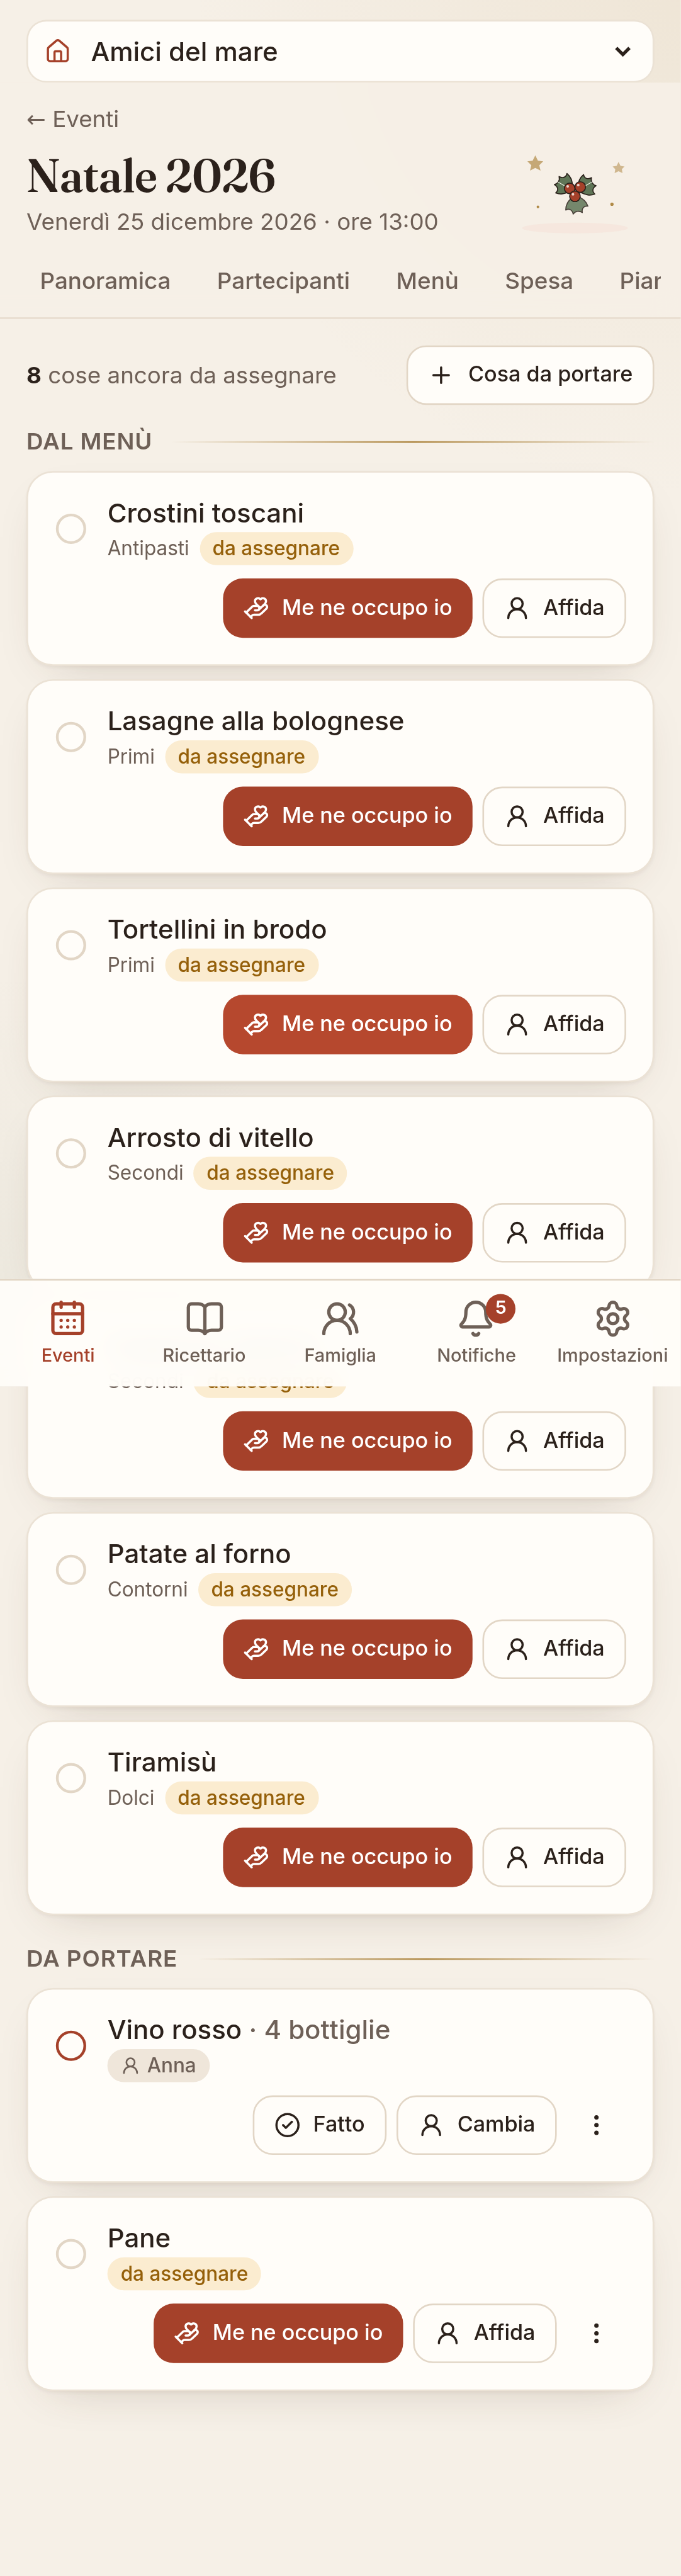 Amici del mare
← Eventi
Natale 2026
Venerdì 25 dicembre 2026 · ore 13:00
Panoramica Partecipanti Menù Spesa
8 cose ancora da assegnare
+ Cosa da portare
DAL MENÙ
Crostini toscani
Antipasti da assegnare
Me ne occupo io Affida
Lasagne alla bolognese
Primi da assegnare
Me ne occupo io Affida
Tortellini in brodo
Primi da assegnare
Me ne occupo io Affida
Arrosto di vitello
Secondi da assegnare
Me ne occupo io Affida
5
Eventi Ricettario Famiglia Notifiche Impostazioni
Secondi da assegnare
Me ne occupo io Affida
Patate al forno
Contorni da assegnare
Me ne occupo io Affida
Tiramisù
Dolci da assegnare
Me ne occupo io Affida
DA PORTARE
Vino rosso · 4 bottiglie
Anna
Fatto Cambia
Pane
da assegnare
Me ne occupo io Affida